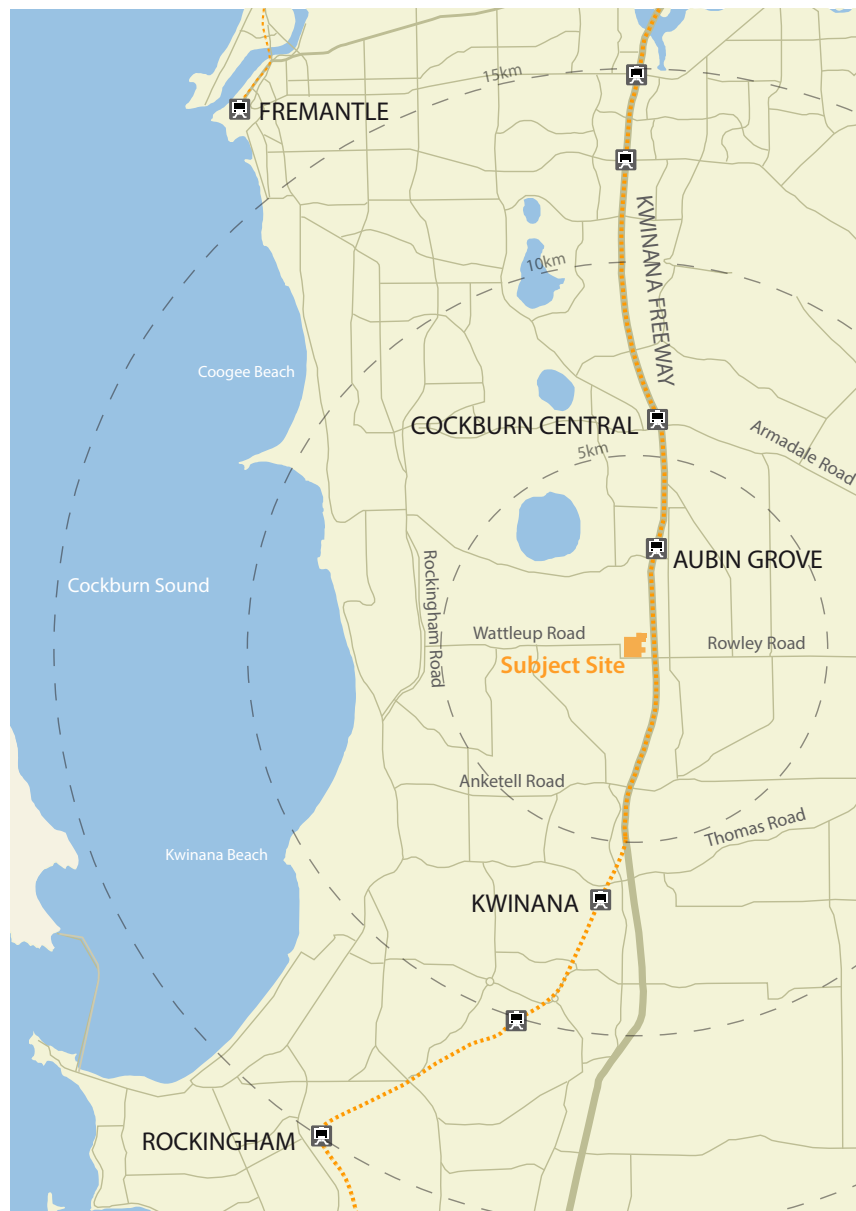 15km
FREMANTLE
KWINANA FREEWAY
10km
Coogee Beach
COCKBURN CENTRAL
Armadale Road
5km
AUBIN GROVE
Rockingham Road
Cockburn Sound
Wattleup Road
Rowley Road
Subject Site
Anketell Road
Thomas Road
Kwinana Beach
KWINANA
ROCKINGHAM